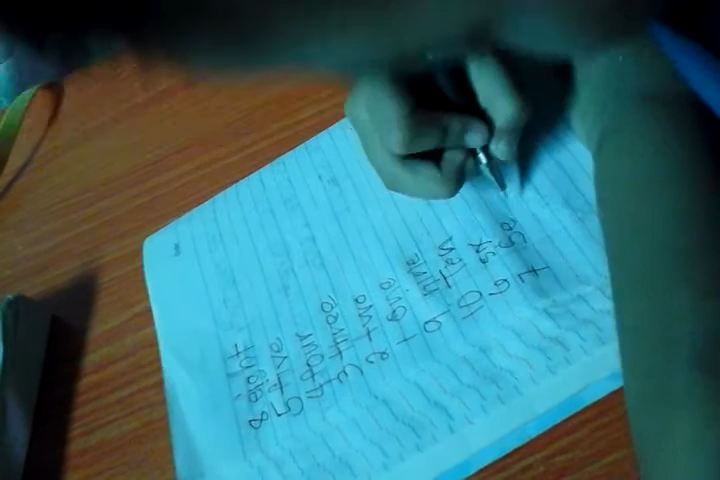 8 eight
5 five
4 four
3 three
2 two
1 one
9 nine
10 Ten
6 sx
7 Se